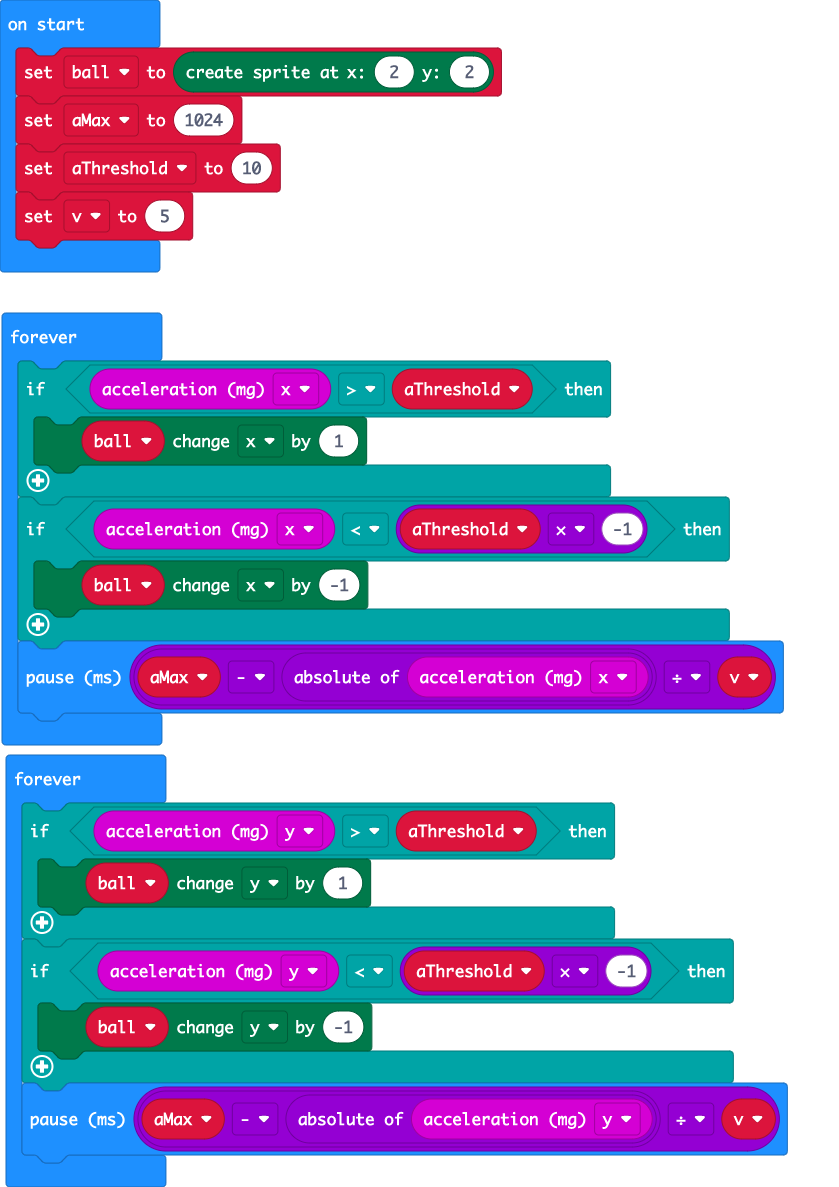 on start
set ball to create sprite at x: 2 y: 2
set aMax to 1024
set aThreshold to 10
set v to 5
forever
if acceleration (mg) x > aThreshold then
ball change x by 1
if acceleration (mg) x < aThreshold x -1 then
ball change x by -1
pause (ms) aMax - absolute of acceleration (mg) x ÷ v
forever
if acceleration (mg) y > aThreshold then
ball change y by 1
if acceleration (mg) y < aThreshold x -1 then
ball change y by -1
pause (ms) aMax - absolute of acceleration (mg) y ÷ v